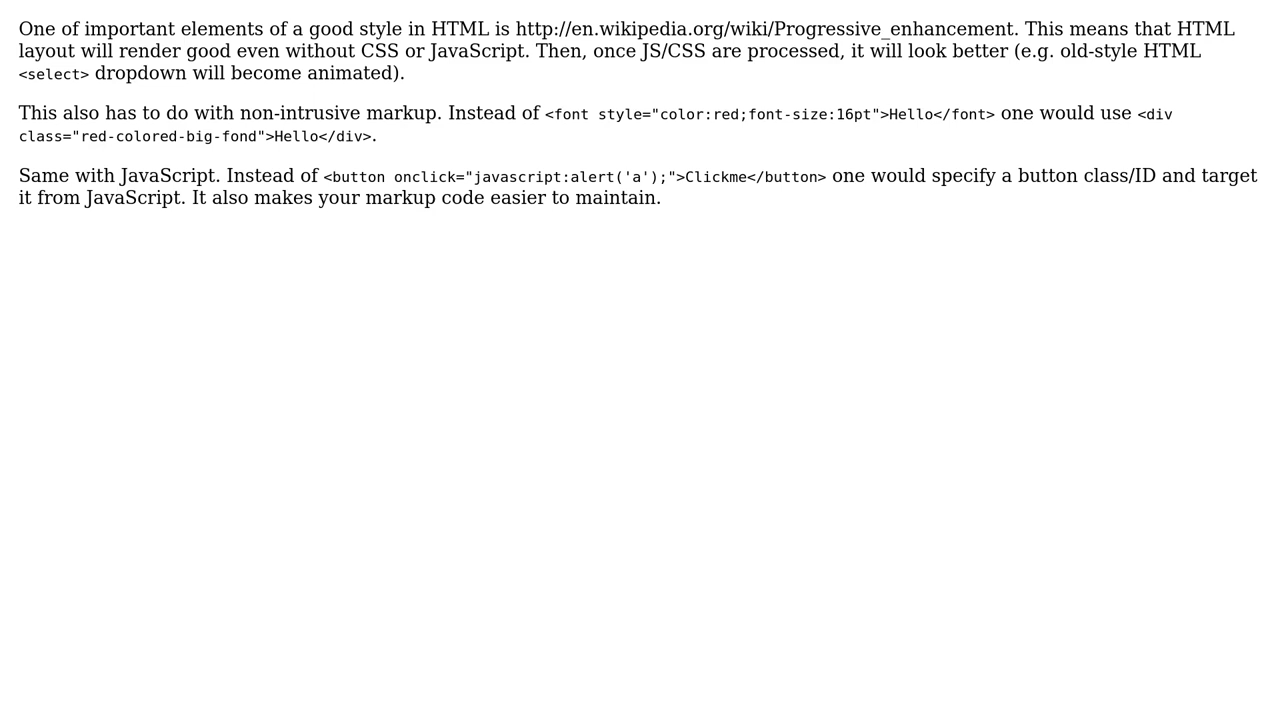 One of important elements of a good style in HTML is http://en.wikipedia.org/wiki/Progressive_enhancement. This means that HTML
layout will render good even without CSS or JavaScript. Then, once JS/CSS are processed, it will look better (e.g. old-style HTML
<select> dropdown will become animated).
This also has to do with non-intrusive markup. Instead of <font style="color:red;font-size:16pt">Hello</font> one would use <div
class="red-colored-big-fond">Hello</div>.
Same with JavaScript. Instead of <button onclick="javascript:alert('a');">Clickme</button> one would specify a button class/ID and target
it from JavaScript. It also makes your markup code easier to maintain.